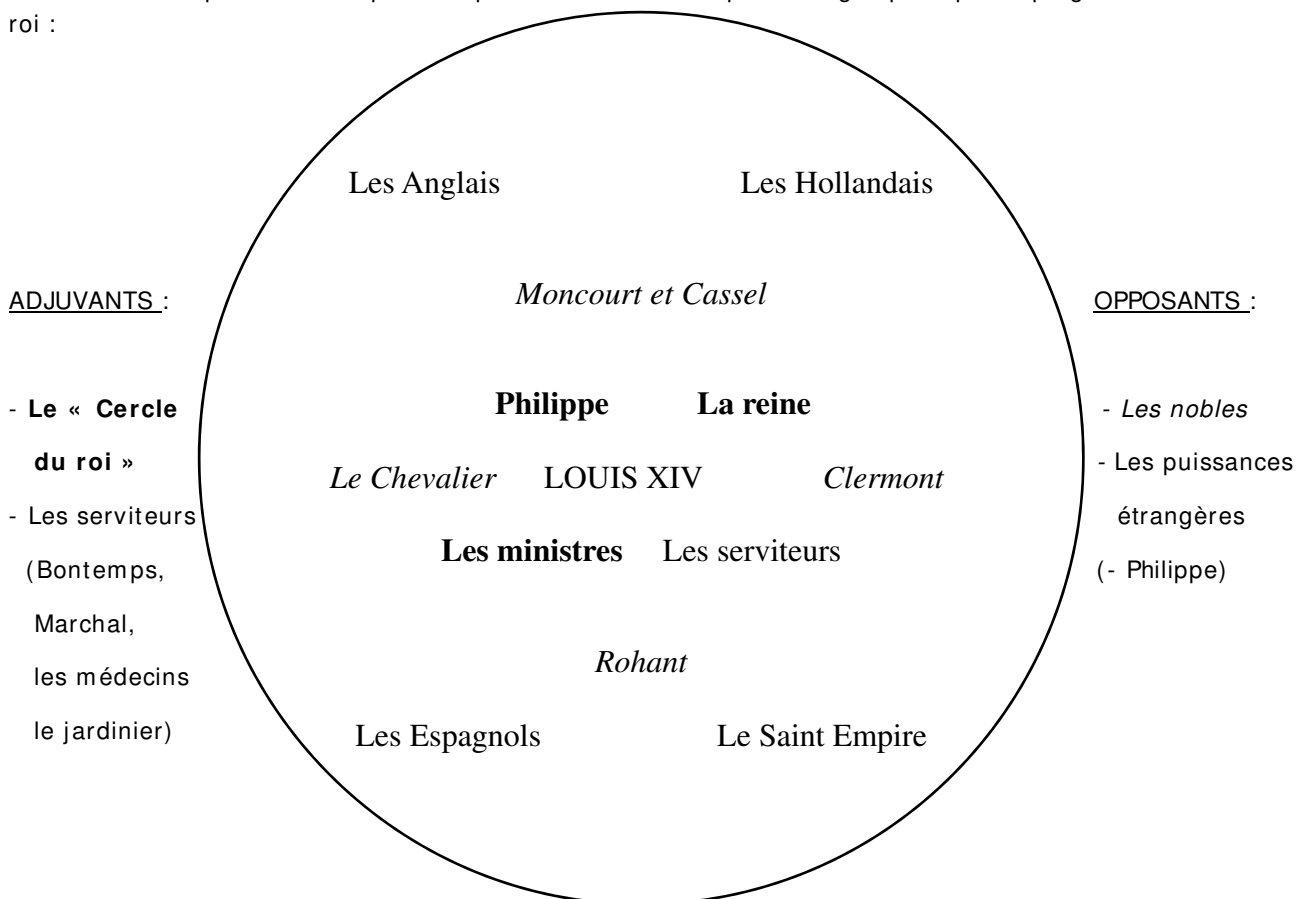 roi :
Les Anglais Les Hollandais
ADJUVANTS : Moncourt et Cassel OPPOSANTS :
- Le « Cercle Philippe La reine - Les nobles
du roi » Le Chevalier LOUIS XIV Clermont - Les puissances
- Les serviteurs étrangères
(Bontemps, Les ministres Les serviteurs (- Philippe)
Marchal,
les médecins Rohant
le jardinier) Les Espagnols Le Saint Empire